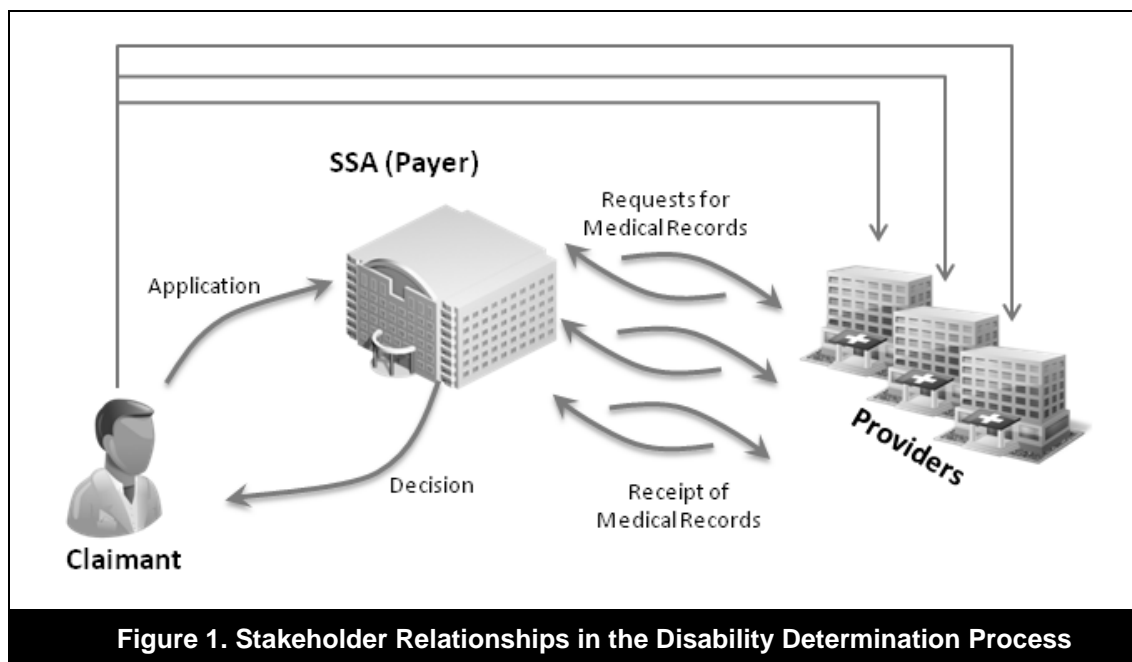 SSA (Payer)
Requests for
Medical Records
Application
Providers
Decision
Receipt of
Medical Records
Claimant
Figure 1. Stakeholder Relationships in the Disability Determination Process